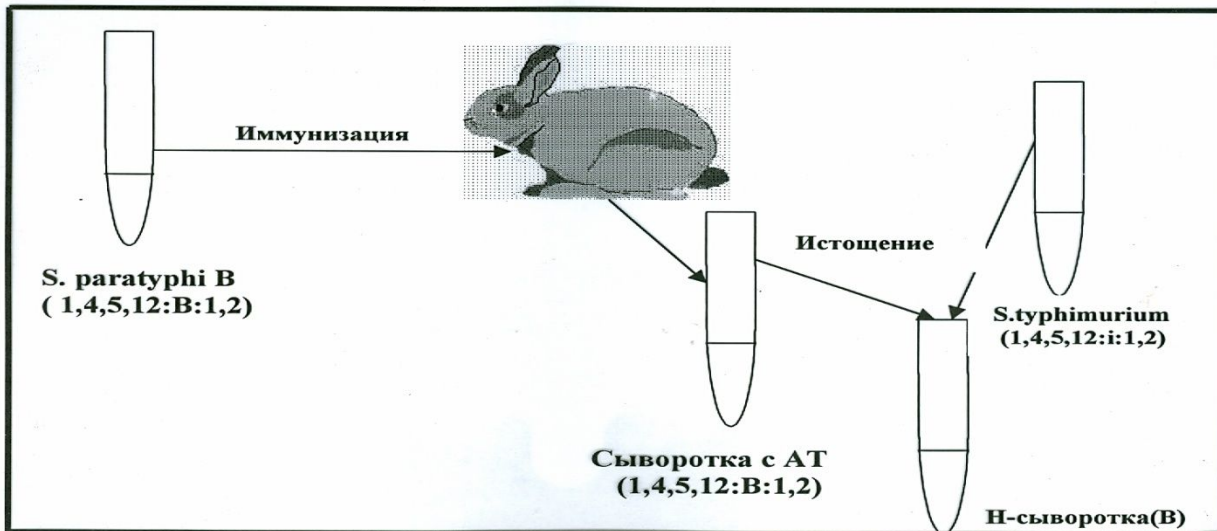 Иммунизация
S. paratyphi B
( 1,4,5,12:B:1,2)
Истощение
S.typhimurium
(1,4,5,12:i:1,2)
Сыворотка с АТ
(1,4,5,12:B:1,2)
Н-сыворотка(В)